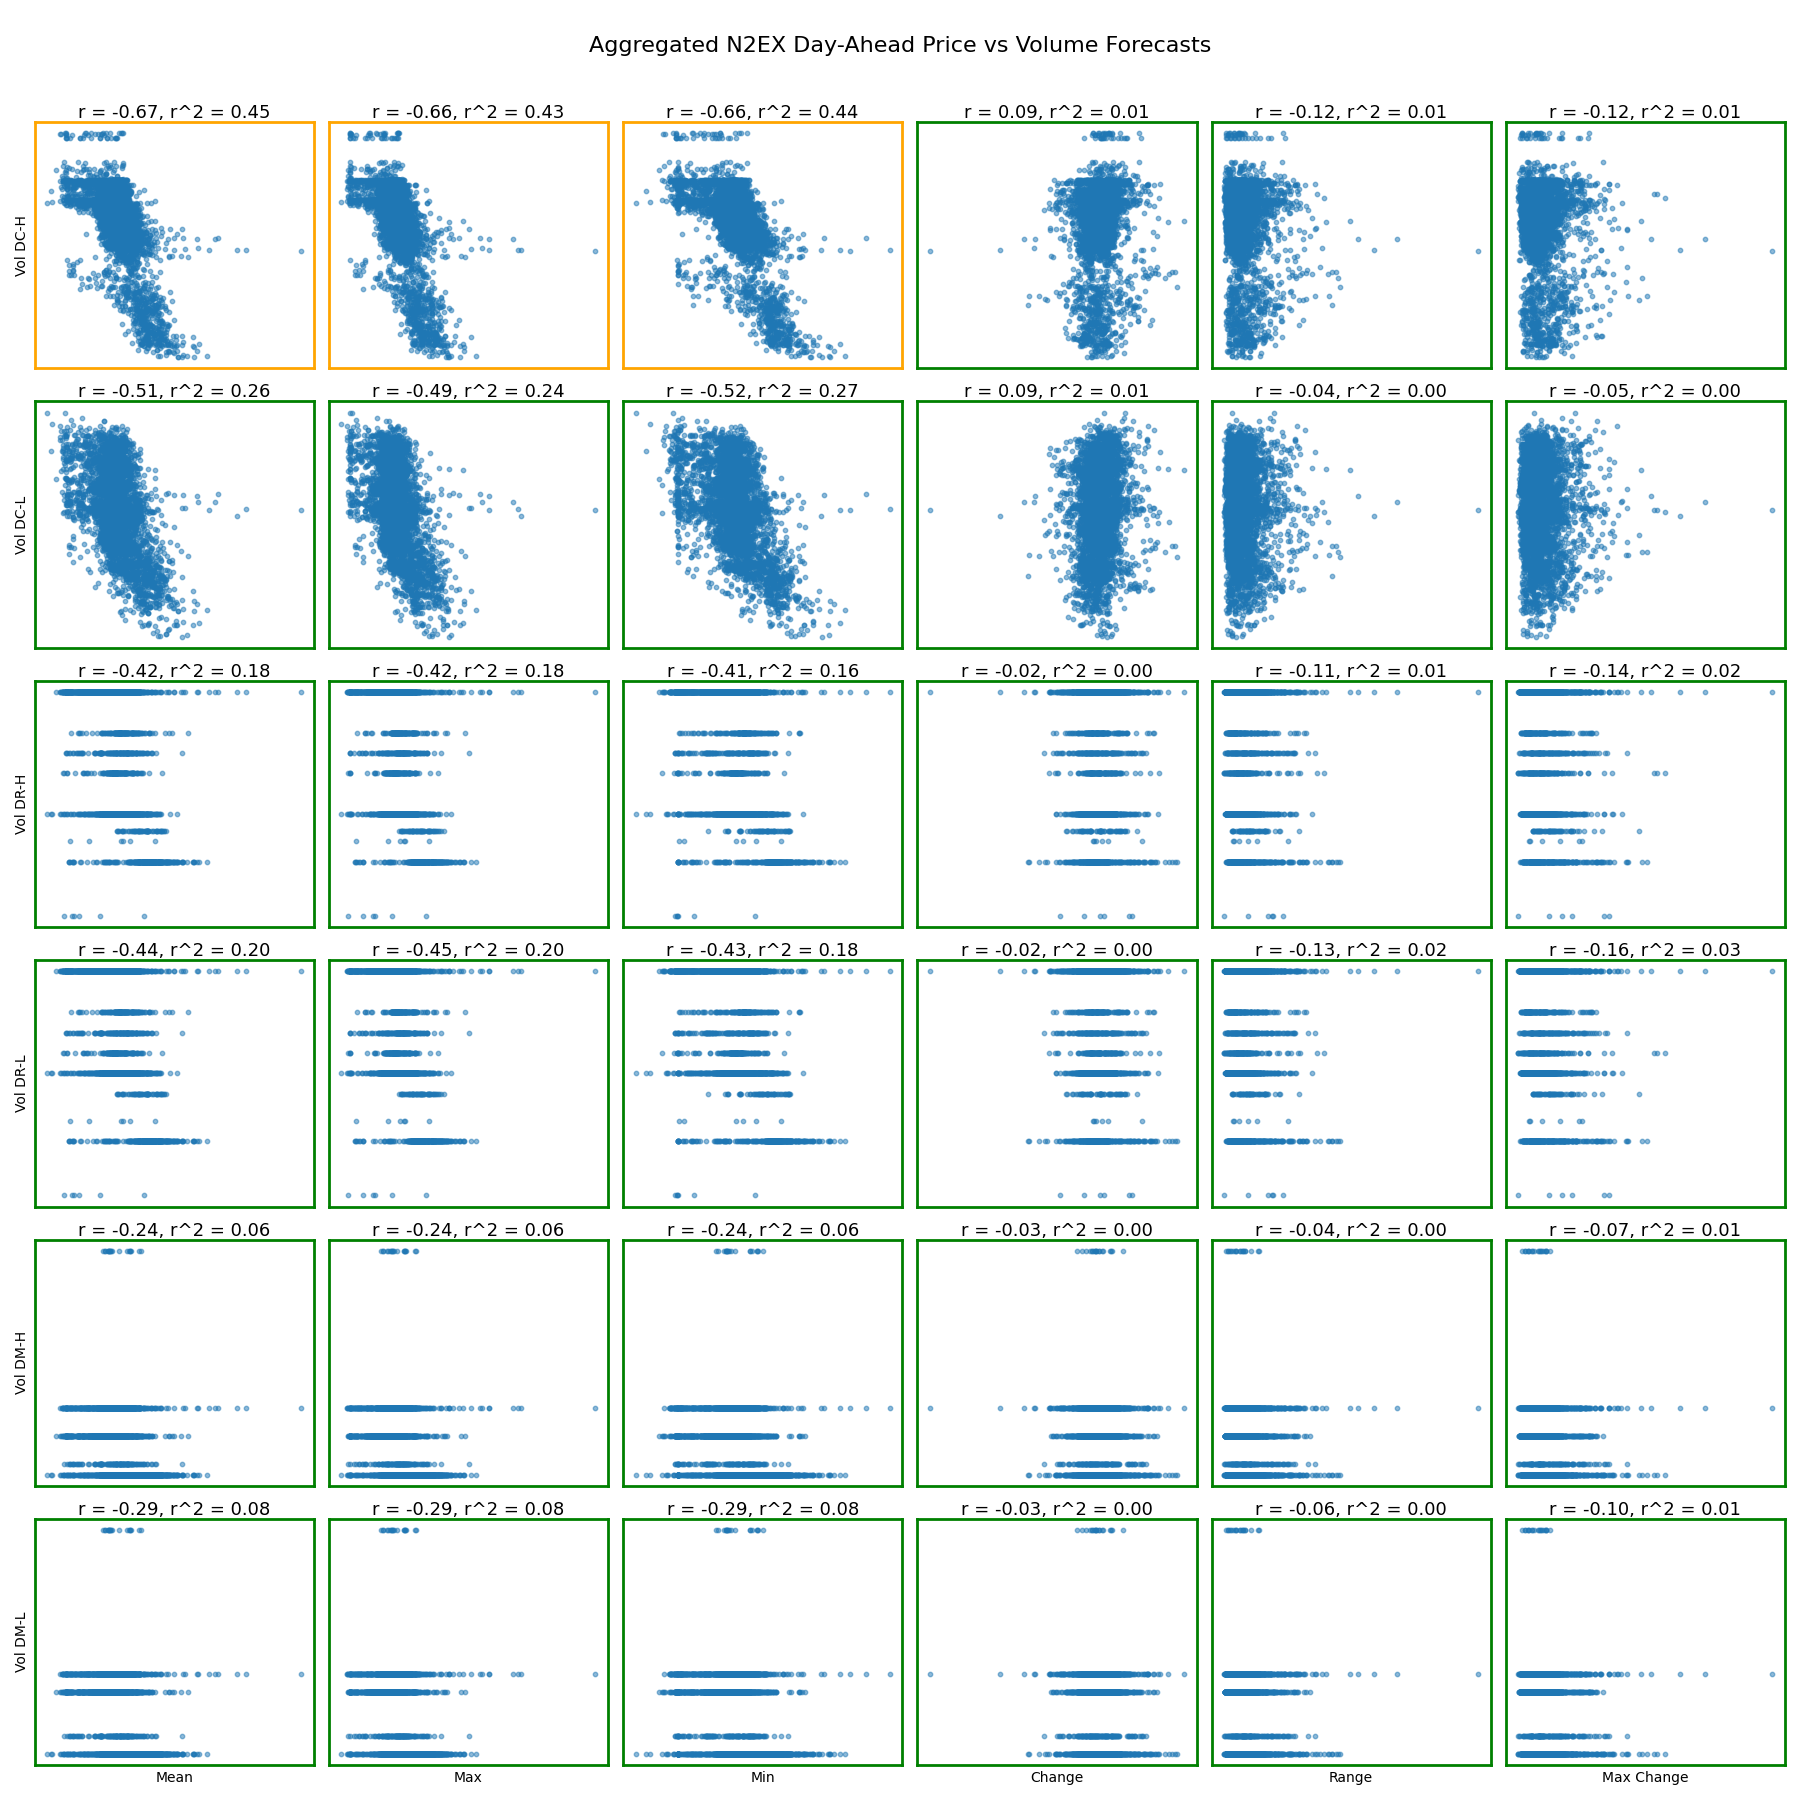 Aggregated N2EX Day-Ahead Price vs Volume Forecasts
r = -0.67, r^2 = 0.45
r = -0.66, r^2 = 0.43
r = -0.66, r^2 = 0.44
r = 0.09, r^2 = 0.01
r = -0.12, r^2 = 0.01
r = -0.12, r^2 = 0.01
Vol DC-H
r = -0.51, r^2 = 0.26
r = -0.49, r^2 = 0.24
r = -0.52, r^2 = 0.27
r = 0.09, r^2 = 0.01
r = -0.04, r^2 = 0.00
r = -0.05, r^2 = 0.00
Vol DC-L
r = -0.42, r^2 = 0.18
r = -0.42, r^2 = 0.18
r = -0.41, r^2 = 0.16
r = -0.02, r^2 = 0.00
r = -0.11, r^2 = 0.01
r = -0.14, r^2 = 0.02
Vol DR-H
r = -0.44, r^2 = 0.20
r = -0.45, r^2 = 0.20
r = -0.43, r^2 = 0.18
r = -0.02, r^2 = 0.00
r = -0.13, r^2 = 0.02
r = -0.16, r^2 = 0.03
Vol DR-L
r = -0.24, r^2 = 0.06
r = -0.24, r^2 = 0.06
r = -0.24, r^2 = 0.06
r = -0.03, r^2 = 0.00
r = -0.04, r^2 = 0.00
r = -0.07, r^2 = 0.01
Vol DM-H
r = -0.29, r^2 = 0.08
r = -0.29, r^2 = 0.08
r = -0.29, r^2 = 0.08
r = -0.03, r^2 = 0.00
r = -0.06, r^2 = 0.00
r = -0.10, r^2 = 0.01
Vol DM-L
Mean
Max
Min
Change
Range
Max Change